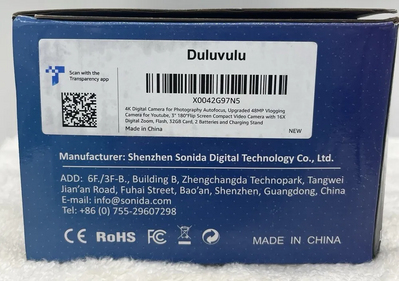 Duluvulu
Scan with the
Transparency app
X0042G97N5
4K Digital Camera for Photography Autofocus, Upgraded 48MP Vlogging
Camera for Youtube, 3" 180°Flip Screen Compact Video Camera with 16X
Digital Zoom, Flash, 32GB Card, 2 Batteries and Charging Stand
Made in China
NEW
Manufacturer: Shenzhen Sonida Digital Technology Co., Ltd.
ADD: 6F./3F-B., Building B, Zhengchangda Technopark, Tangwei
Jian'an Road, Fuhai Street, Bao'an, Shenzhen, Guangdong, China
E-mail: info@sonida.com
Tel: +86 (0) 755-29607298
CE RoHS FC MADE IN CHINA